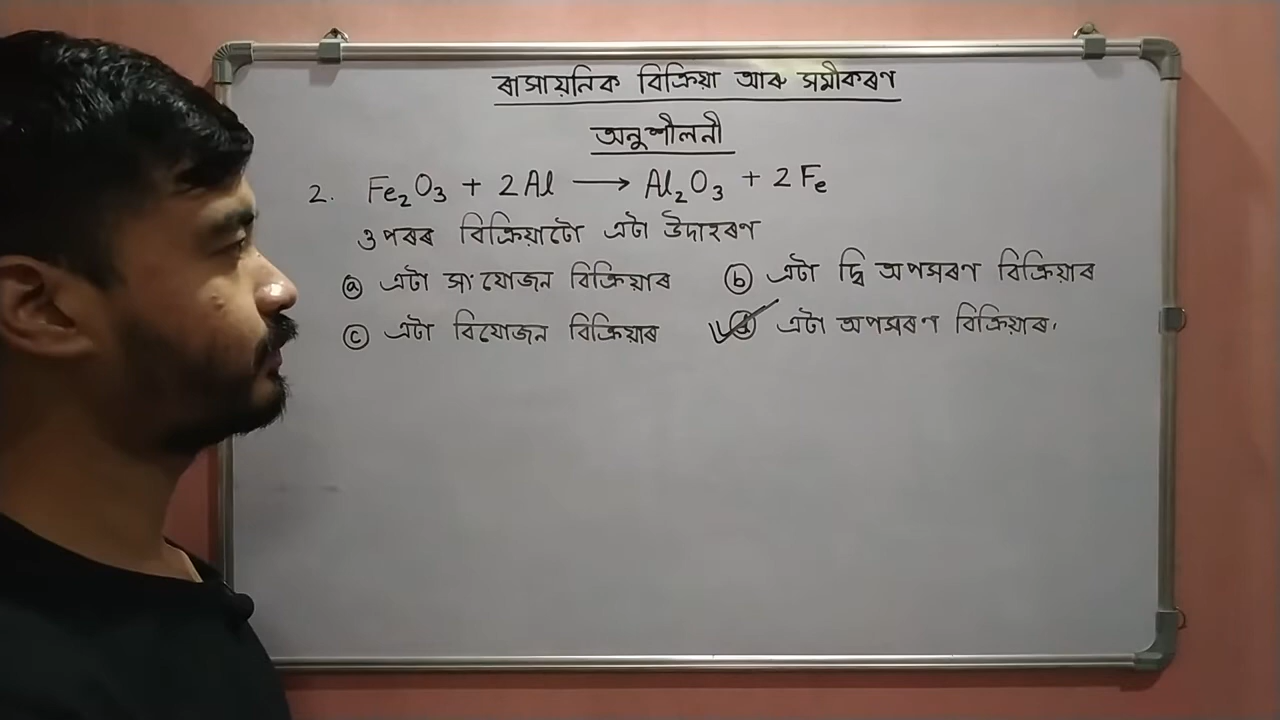 ৰাসায়নিক বিক্ৰিয়া আৰু সমীকৰণ
অনুশীলনী
2. Fe₂O₃ + 2Al ⟶ Al₂O₃ + 2Fe
ওপৰৰ বিক্ৰিয়াটো এটা উদাহৰণ
ⓐ এটা সংযোজন বিক্ৰিয়াৰ ⓑ এটা দ্বি অপসৰণ বিক্ৰিয়াৰ
ⓒ এটা বিযোজন বিক্ৰিয়াৰ ⓓ এটা অপসৰণ বিক্ৰিয়াৰ.